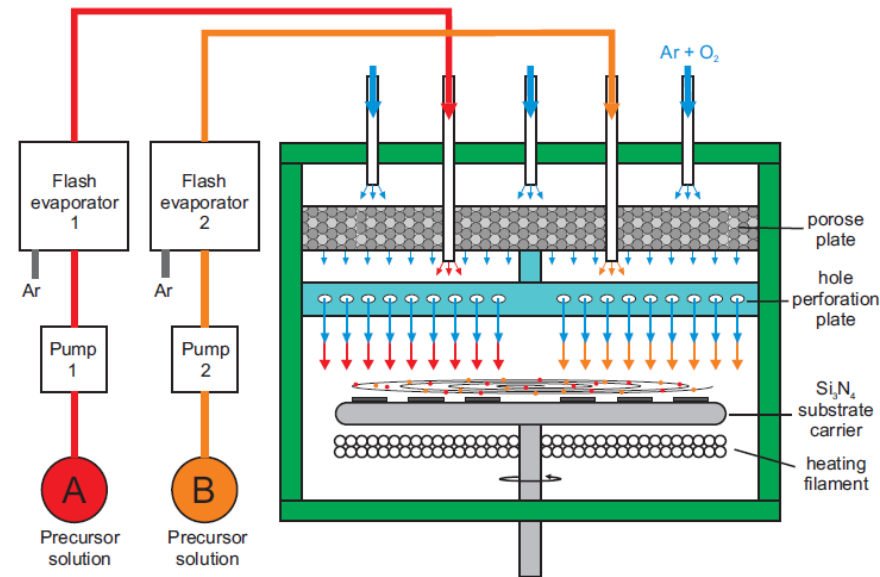 Ar + O₂
Flash
evaporator
1
Flash
evaporator
2
Ar
Ar
Pump
1
Pump
2
A
B
Precursor
solution
Precursor
solution
porose
plate
hole
perforation
plate
Si₃N₄
substrate
carrier
heating
filament